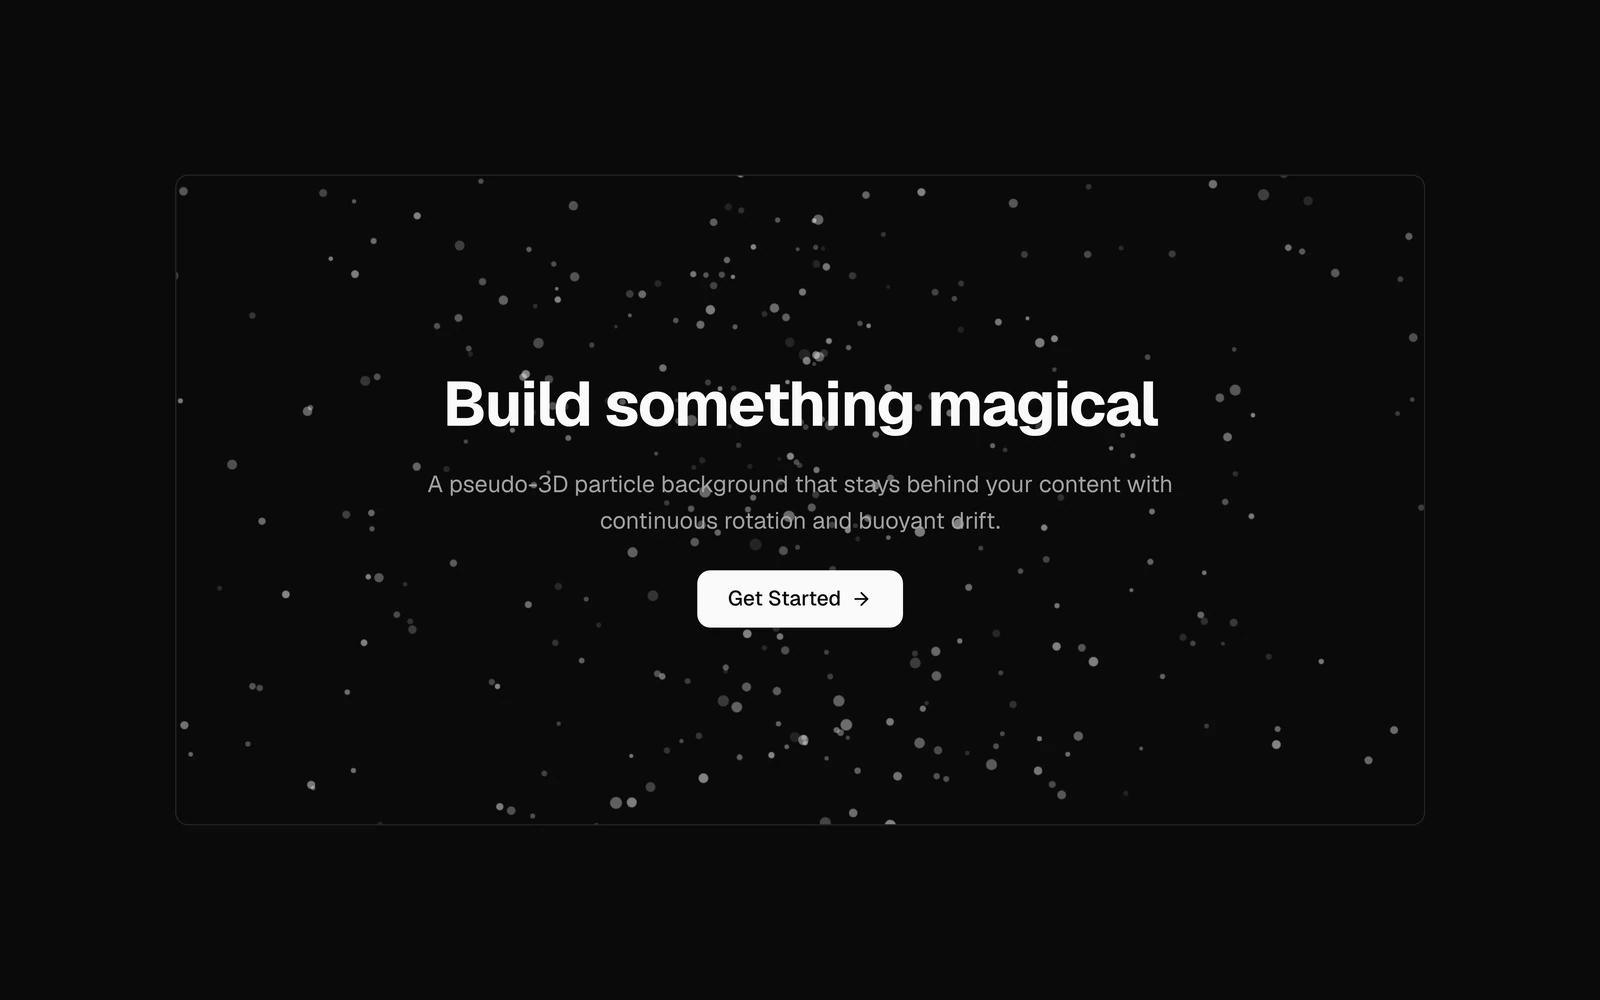 Build something magical
A pseudo-3D particle background that stays behind your content with
continuous rotation and buoyant drift.
Get Started →